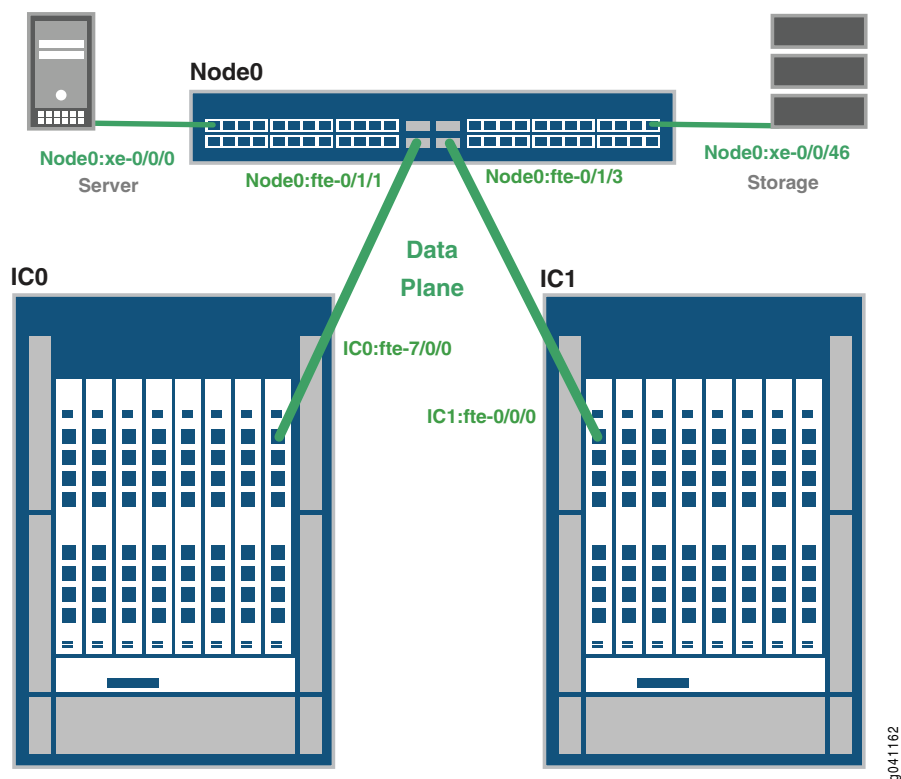 Node0
Node0:xe-0/0/0
Server
Node0:fte-0/1/1
Node0:fte-0/1/3
Node0:xe-0/0/46
Storage
Data
Plane
IC0
IC1
IC0:fte-7/0/0
IC1:fte-0/0/0
g041162